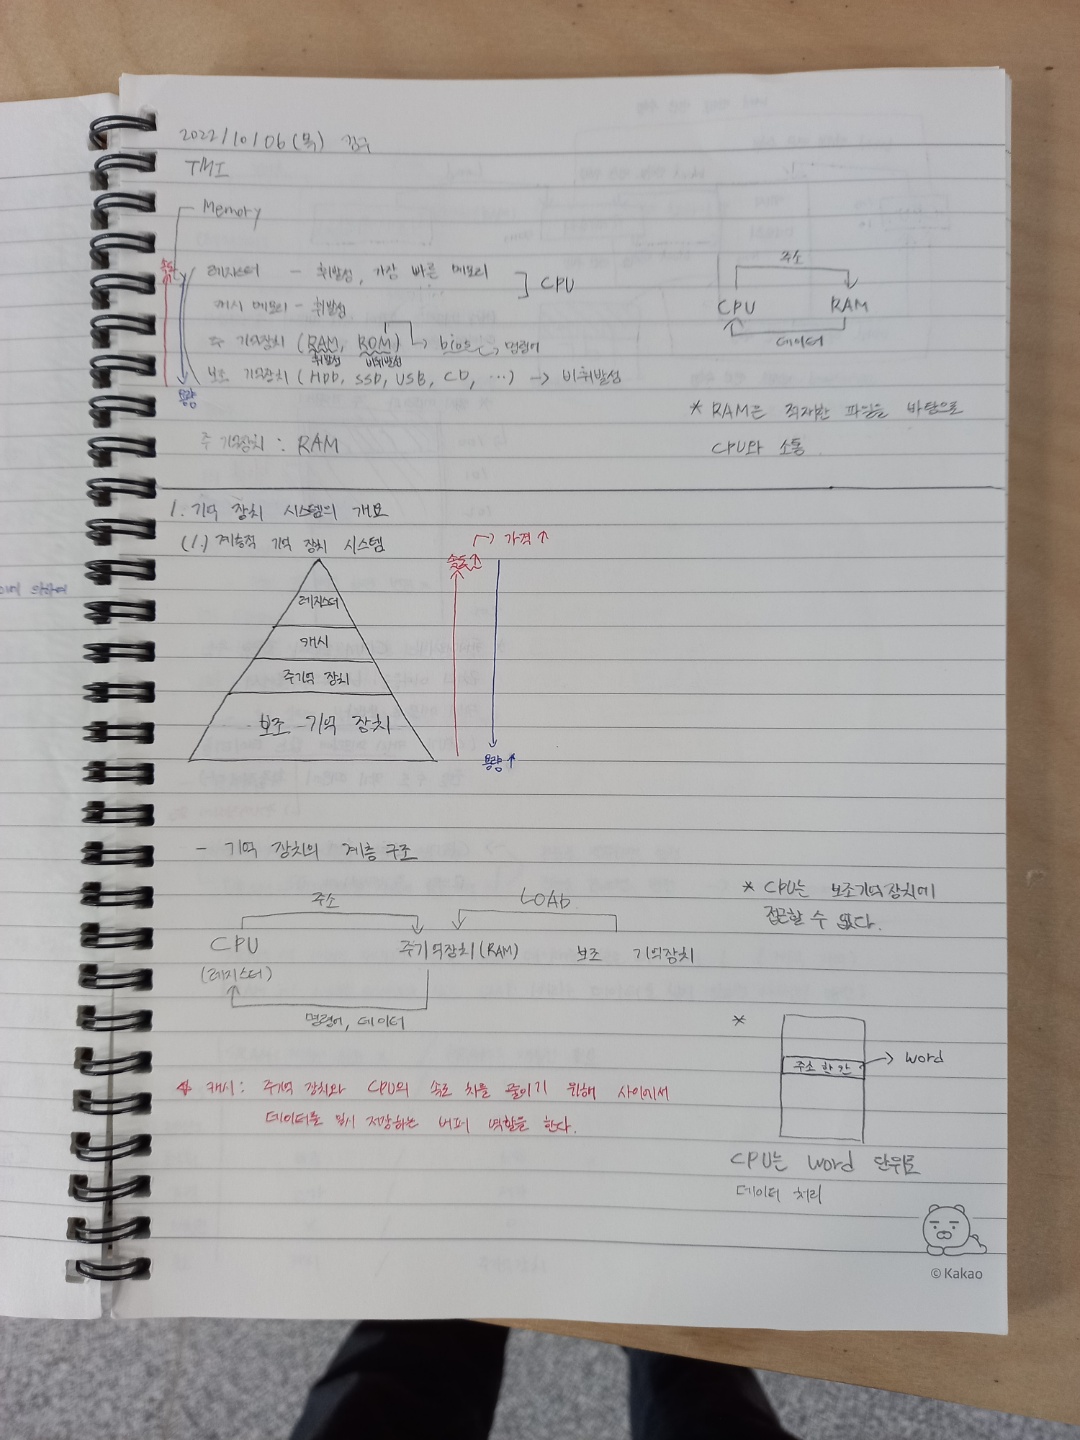 2022/10/06(목) 컴구
TMI
Memory
속도
레지스터 - 휘발성, 가장 빠른 메모리
CPU
캐시 메모리 - 휘발성
주 기억장치 (RAM, ROM) → bios, 명령어
휘발성 비휘발성
보조 기억장치 (HDD, SSD, USB, CD, ...) → 비휘발성
용량
주 기억장치 : RAM
주소
CPU RAM
데이터
* RAM은 적재한 파일을 바탕으로
CPU와 소통
1. 기억 장치 시스템의 개요
(1.) 계층적 기억 장치 시스템
→ 가격↑
속도↑
레지스터
캐시
주기억 장치
보조 기억 장치
용량↑
- 기억 장치의 계층 구조
주소 LOAD
CPU 주기억장치(RAM) 보조 기억장치
(레지스터)
명령어, 데이터
* CPU는 보조기억장치에
접근할 수 없다.
*
주소 한 칸 → word
CPU는 word 단위로
데이터 처리
캐시 : 주기억 장치와 CPU의 속도 차를 줄이기 위해 사이에서
데이터를 임시 저장하는 버퍼 역할을 한다.
© Kakao